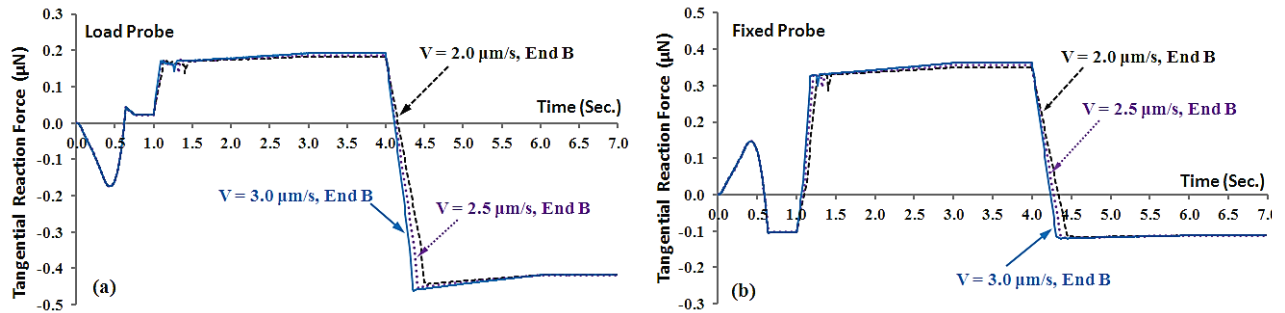 Tangential Reaction Force (µN)
0.3
0.2
0.1
0.0
-0.1
-0.2
-0.3
-0.4
-0.5
Load Probe
V = 2.0 µm/s, End B
Time (Sec.)
0.0 0.5 1.0 1.5 2.0 2.5 3.0 3.5 4.0 4.5 5.0 5.5 6.0 6.5 7.0
V = 3.0 µm/s, End B
V = 2.5 µm/s, End B
(a)
Tangential Reaction Force (µN)
0.5
0.4
0.3
0.2
0.1
0.0
-0.1
-0.2
-0.3
Fixed Probe
V = 2.0 µm/s, End B
V = 2.5 µm/s, End B
Time (Sec.)
0.0 0.5 1.0 1.5 2.0 2.5 3.0 3.5 4.0 4.5 5.0 5.5 6.0 6.5 7.0
V = 3.0 µm/s, End B
(b)